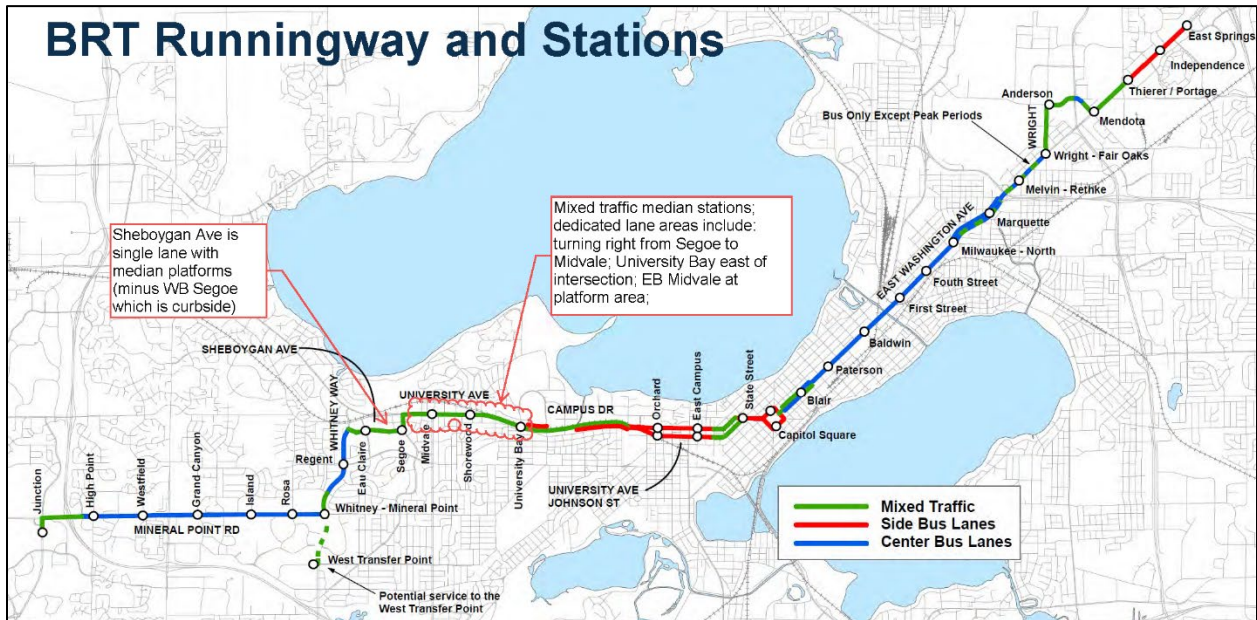 BRT Runningway and Stations
East Springs
Independence
Thierer / Portage
Anderson
Mendota
Bus Only Except Peak Periods
WRIGHT
Wright - Fair Oaks
Melvin - Rethke
Marquette
Milwaukee - North
EAST WASHINGTON AVE
Fouth Street
First Street
Baldwin
Paterson
Blair
Sheboygan Ave is
single lane with
median platforms
(minus WB Segoe
which is curbside)
Mixed traffic median stations;
dedicated lane areas include:
turning right from Segoe to
Midvale; University Bay east of
intersection; EB Midvale at
platform area;
SHEBOYGAN AVE
UNIVERSITY AVE
CAMPUS DR
Orchard
East Campus
State Street
Capitol Square
WHITNEY WAY
Regent
Eau Claire
Segoe
Midvale
Shorewood
University Bay
UNIVERSITY AVE
JOHNSON ST
Junction
High Point
Westfield
Grand Canyon
Island
Rosa
Whitney - Mineral Point
MINERAL POINT RD
West Transfer Point
Potential service to the
West Transfer Point
Mixed Traffic
Side Bus Lanes
Center Bus Lanes